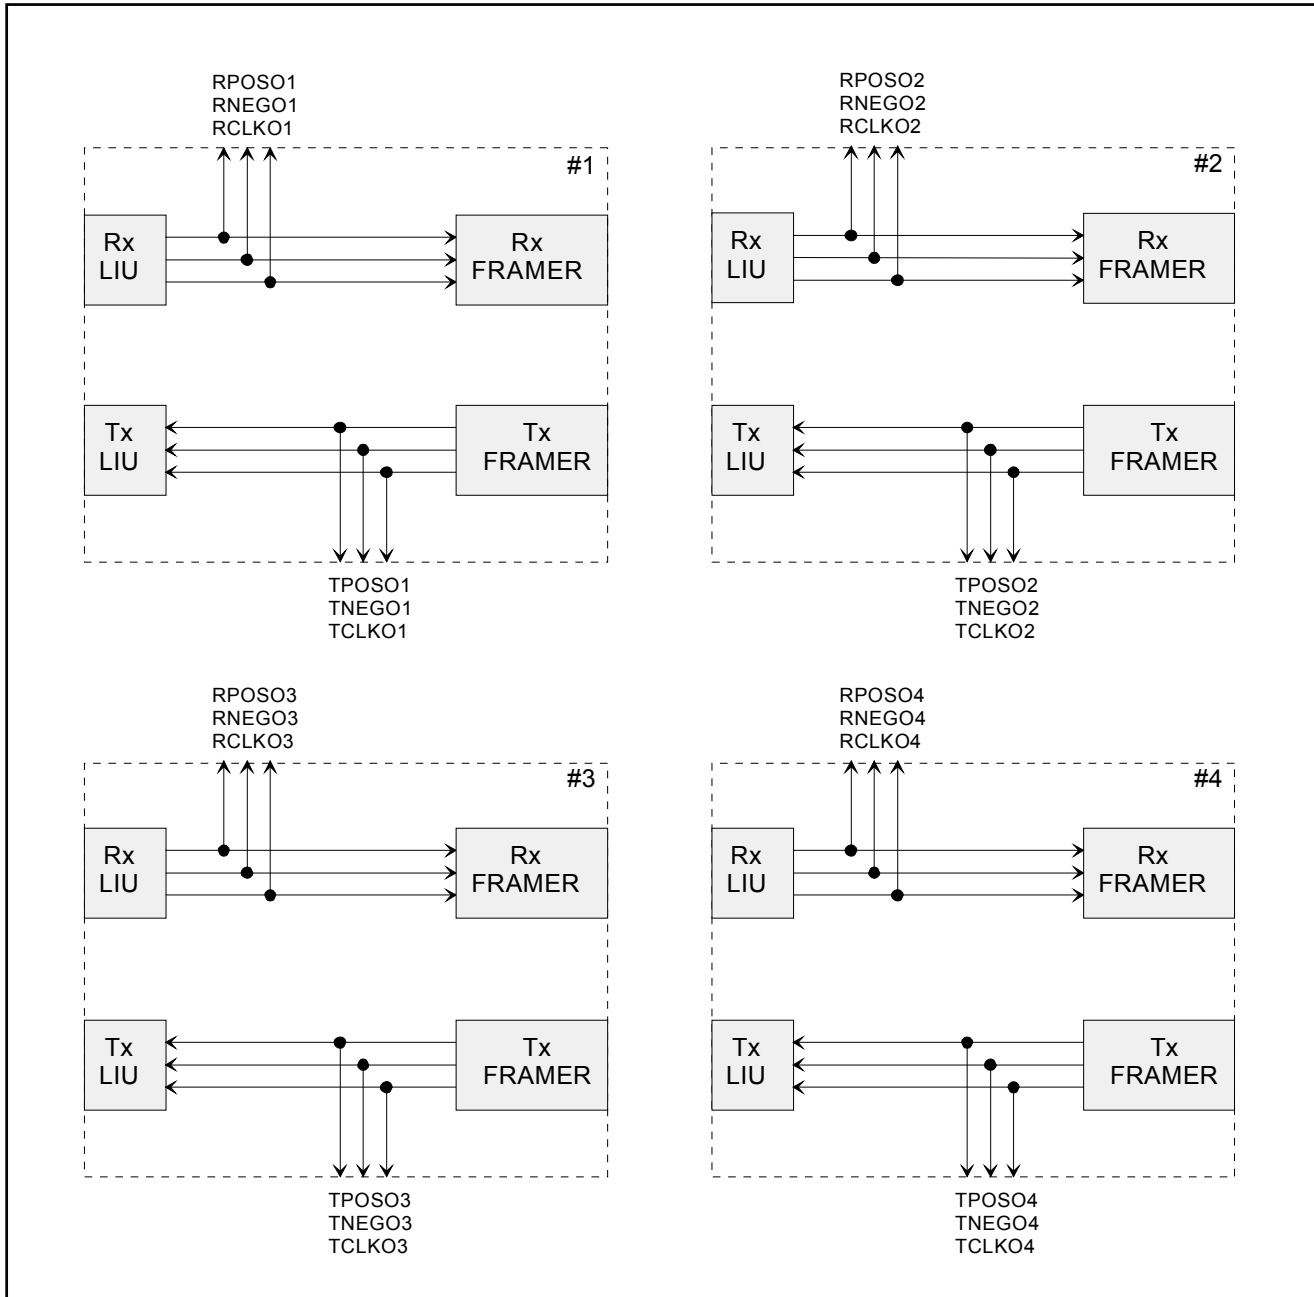 RPOSO1
RNEGO1
RCLKO1
#1
Rx
LIU
Rx
FRAMER
Tx
LIU
Tx
FRAMER
TPOSO1
TNEGO1
TCLKO1
RPOSO2
RNEGO2
RCLKO2
#2
Rx
LIU
Rx
FRAMER
Tx
LIU
Tx
FRAMER
TPOSO2
TNEGO2
TCLKO2
RPOSO3
RNEGO3
RCLKO3
#3
Rx
LIU
Rx
FRAMER
Tx
LIU
Tx
FRAMER
TPOSO3
TNEGO3
TCLKO3
RPOSO4
RNEGO4
RCLKO4
#4
Rx
LIU
Rx
FRAMER
Tx
LIU
Tx
FRAMER
TPOSO4
TNEGO4
TCLKO4